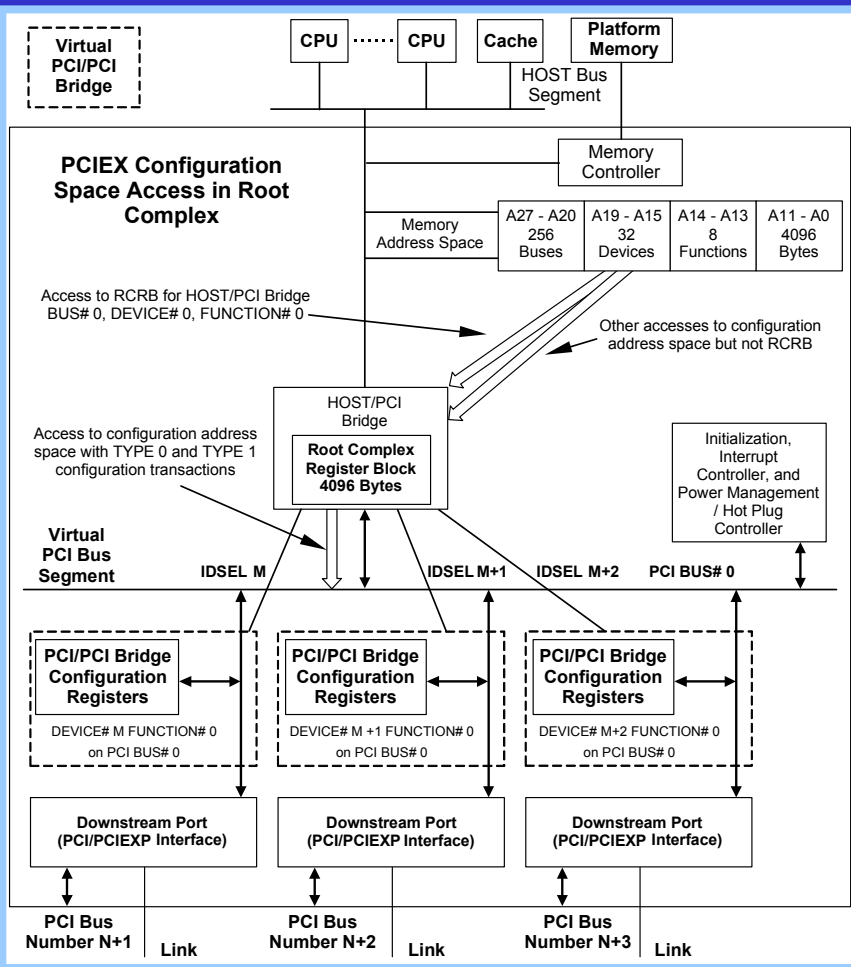 Virtual
PCI/PCI
Bridge
CPU
CPU
Cache
Platform
Memory
HOST Bus
Segment
PCIEX Configuration
Space Access in Root
Complex
Memory
Controller
Memory
Address Space
A27 - A20
256
Buses
A19 - A15
32
Devices
A14 - A13
8
Functions
A11 - A0
4096
Bytes
Access to RCRB for HOST/PCI Bridge
BUS# 0, DEVICE# 0, FUNCTION# 0
Other accesses to configuration
address space but not RCRB
HOST/PCI
Bridge
Root Complex
Register Block
4096 Bytes
Access to configuration address
space with TYPE 0 and TYPE 1
configuration transactions
Initialization,
Interrupt
Controller, and
Power Management
/ Hot Plug
Controller
Virtual
PCI Bus
Segment
IDSEL M
IDSEL M+1
IDSEL M+2
PCI BUS# 0
PCI/PCI Bridge
Configuration
Registers
DEVICE# M FUNCTION# 0
on PCI BUS# 0
PCI/PCI Bridge
Configuration
Registers
DEVICE# M +1 FUNCTION# 0
on PCI BUS# 0
PCI/PCI Bridge
Configuration
Registers
DEVICE# M+2 FUNCTION# 0
on PCI BUS# 0
Downstream Port
(PCI/PCIEXP Interface)
Downstream Port
(PCI/PCIEXP Interface)
Downstream Port
(PCI/PCIEXP Interface)
PCI Bus
Number N+1
Link
PCI Bus
Number N+2
Link
PCI Bus
Number N+3
Link